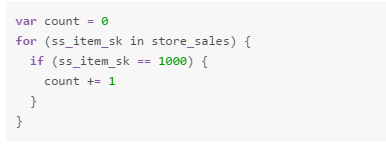 var count = 0
for (ss_item_sk in store_sales) {
  if (ss_item_sk == 1000) {
    count += 1
  }
}